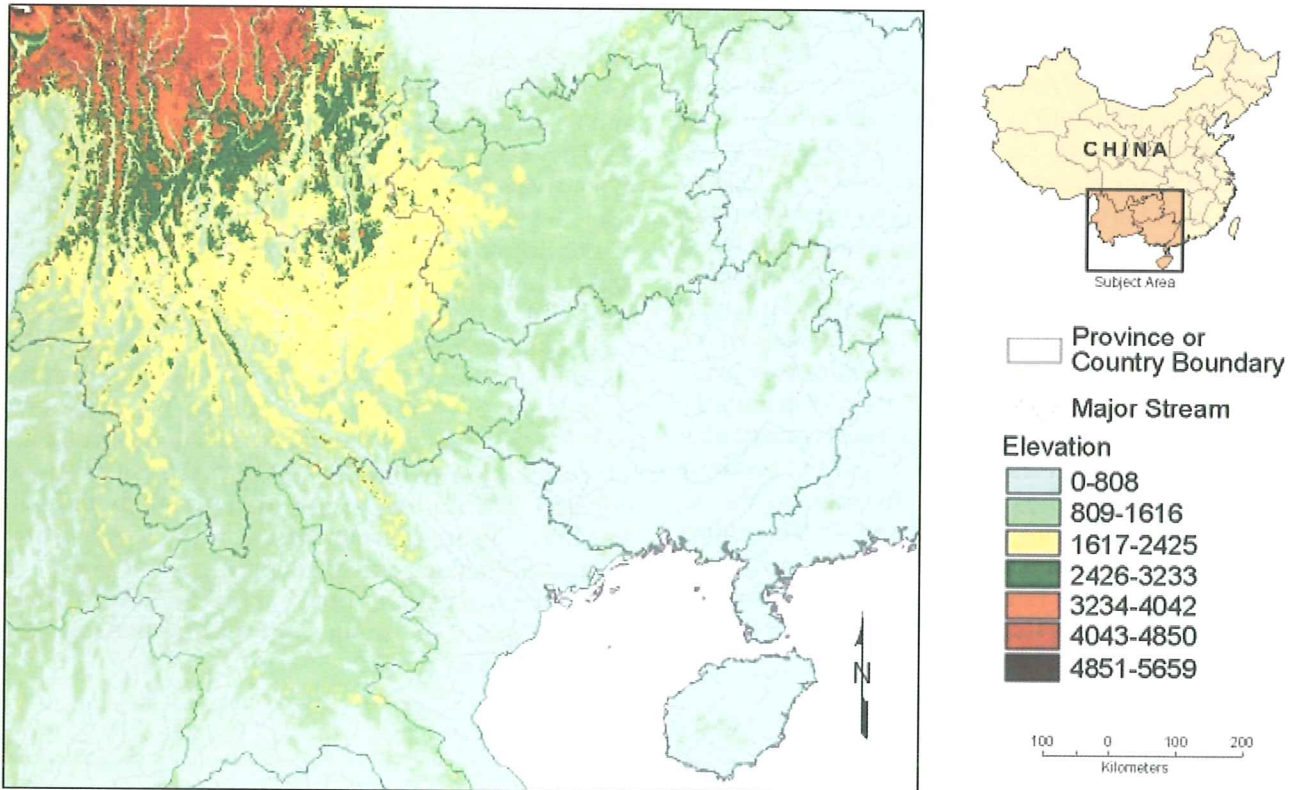 CHINA
Subject Area
Province or
Country Boundary
Major Stream
Elevation
0-808
809-1616
1617-2425
2426-3233
3234-4042
4043-4850
4851-5659
N
100 0 100 200
Kilometers